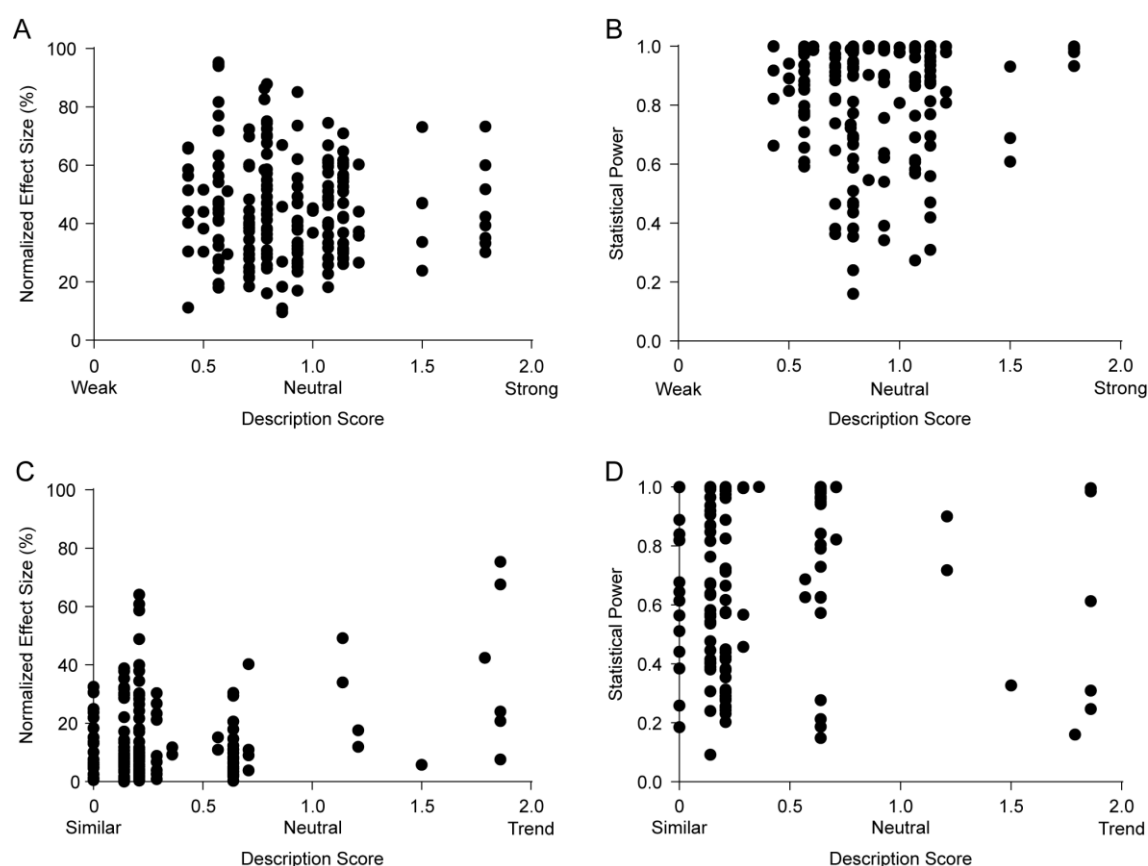 A
Normalized Effect Size (%)
100
80
60
40
20
0
0 0.5 1.0 1.5 2.0
Weak Neutral Strong
Description Score
B
Statistical Power
1.0
0.8
0.6
0.4
0.2
0.0
0 0.5 1.0 1.5 2.0
Weak Neutral Strong
Description Score
C
Normalized Effect Size (%)
100
80
60
40
20
0
0 0.5 1.0 1.5 2.0
Similar Neutral Trend
Description Score
D
Statistical Power
1.0
0.8
0.6
0.4
0.2
0.0
0 0.5 1.0 1.5 2.0
Similar Neutral Trend
Description Score